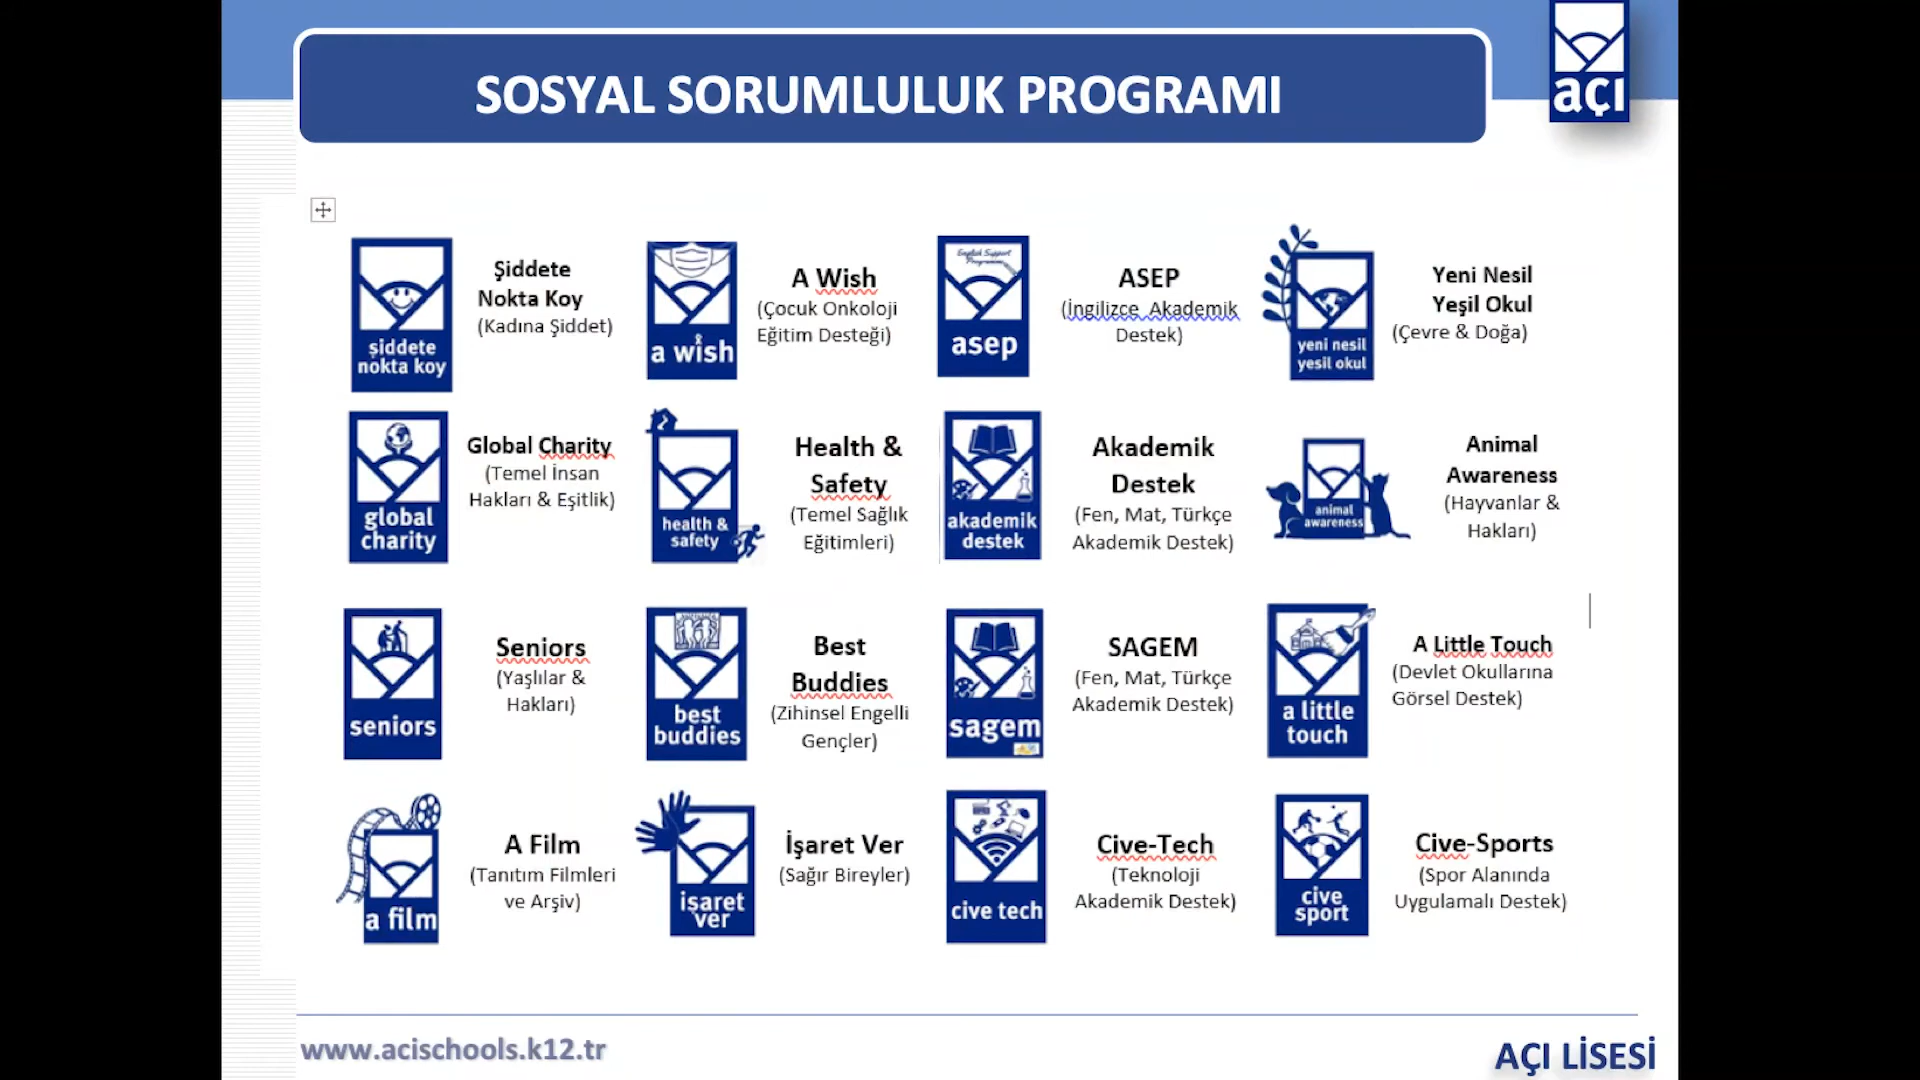 SOSYAL SORUMLULUK PROGRAMI
açı
şiddete
nokta koy
Şiddete
Nokta Koy
(Kadına Şiddet)
a wish
A Wish
(Çocuk Onkoloji
Eğitim Desteği)
English Support
Programme
asep
ASEP
(İngilizce Akademik
Destek)
yeni nesil
yesil okul
Yeni Nesil
Yeşil Okul
(Çevre & Doğa)
global
charity
Global Charity
(Temel İnsan
Hakları & Eşitlik)
health &
safety
Health &
Safety
(Temel Sağlık
Eğitimleri)
akademik
destek
Akademik
Destek
(Fen, Mat, Türkçe
Akademik Destek)
animal
awareness
Animal
Awareness
(Hayvanlar &
Hakları)
seniors
Seniors
(Yaşlılar &
Hakları)
best
buddies
Best
Buddies
(Zihinsel Engelli
Gençler)
sagem
SAGEM
(Fen, Mat, Türkçe
Akademik Destek)
a little
touch
A Little Touch
(Devlet Okullarına
Görsel Destek)
a film
A Film
(Tanıtım Filmleri
ve Arşiv)
işaret
ver
İşaret Ver
(Sağır Bireyler)
cive tech
Cive-Tech
(Teknoloji
Akademik Destek)
cive
sport
Cive-Sports
(Spor Alanında
Uygulamalı Destek)
www.acischools.k12.tr
AÇI LİSESİ